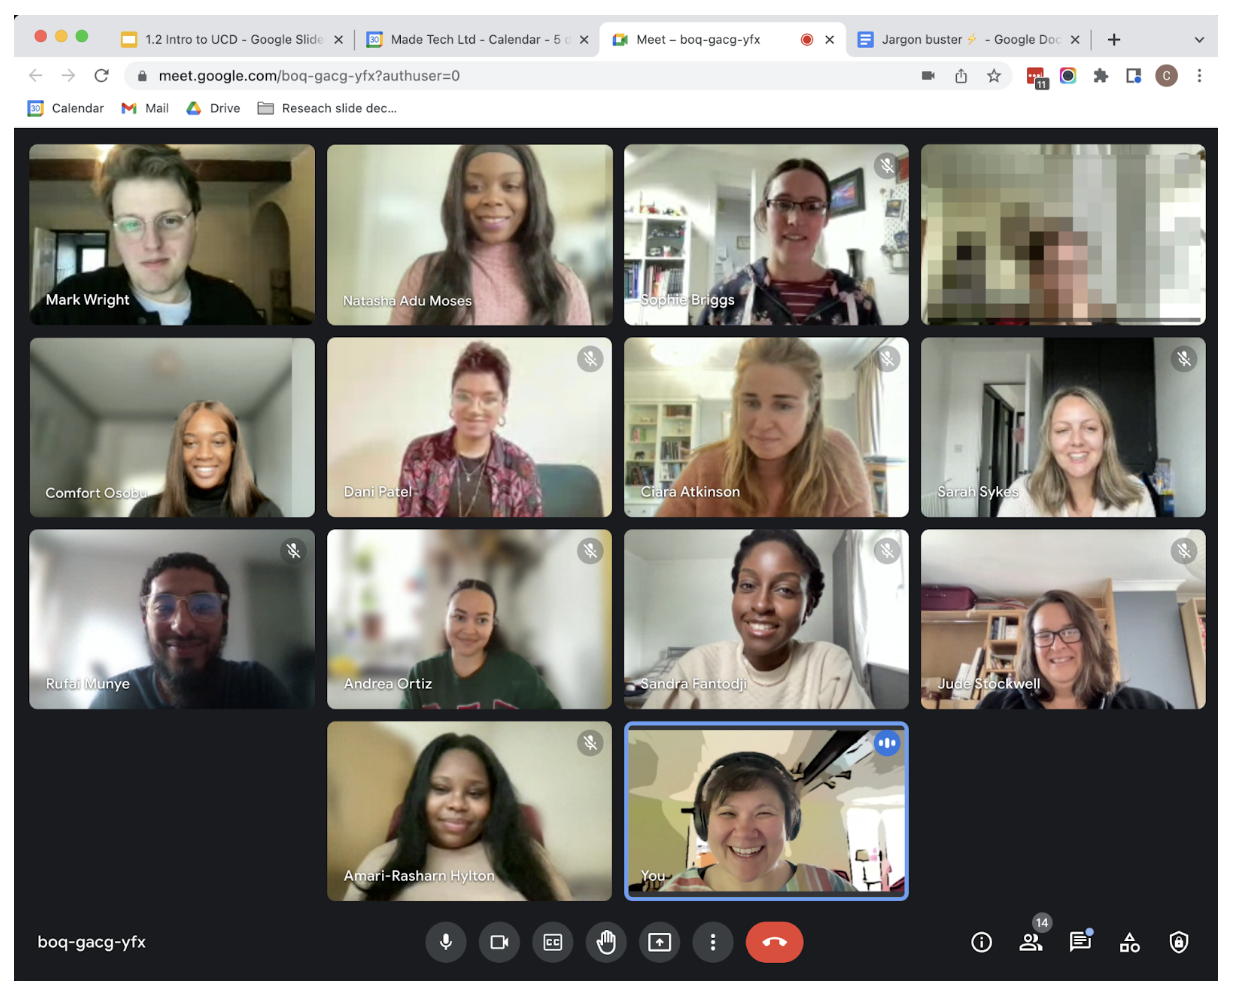 1.2 Intro to UCD - Google Slide
Made Tech Ltd - Calendar - 5 d
Meet – boq-gacg-yfx
Jargon buster⚡ - Google Doc
meet.google.com/boq-gacg-yfx?authuser=0
11
C
30
Calendar
Mail
Drive
Reseach slide dec...
Mark Wright
Natasha Adu Moses
Sophie Briggs
Comfort Osobu
Dani Patel
Ciara Atkinson
Sarah Sykes
Rufai Munye
Andrea Ortiz
Sandra Fantodji
Jude Stockwell
Amari-Rasharn Hylton
You
boq-gacg-yfx
CC
14